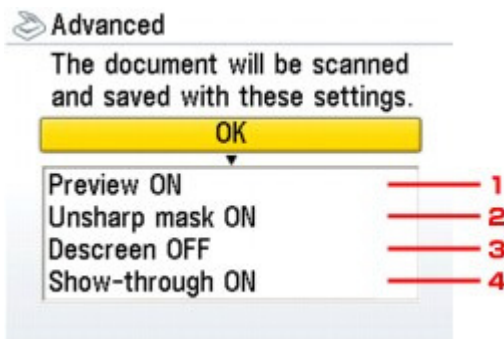 Advanced
The document will be scanned
and saved with these settings.
OK
Preview ON 1
Unsharp mask ON 2
Descreen OFF 3
Show-through ON 4